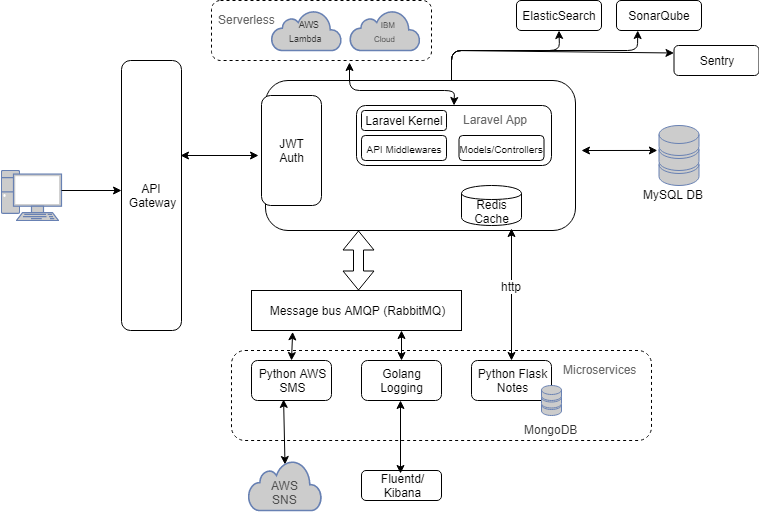 Serverless
AWS
Lambda
IBM
Cloud
ElasticSearch
SonarQube
Sentry
API
Gateway
JWT
Auth
Laravel Kernel
Laravel App
API Middlewares
Models/Controllers
Redis
Cache
MySQL DB
http
Message bus AMQP (RabbitMQ)
Microservices
Python AWS
SMS
Golang
Logging
Python Flask
Notes
MongoDB
AWS
SNS
Fluentd/
Kibana